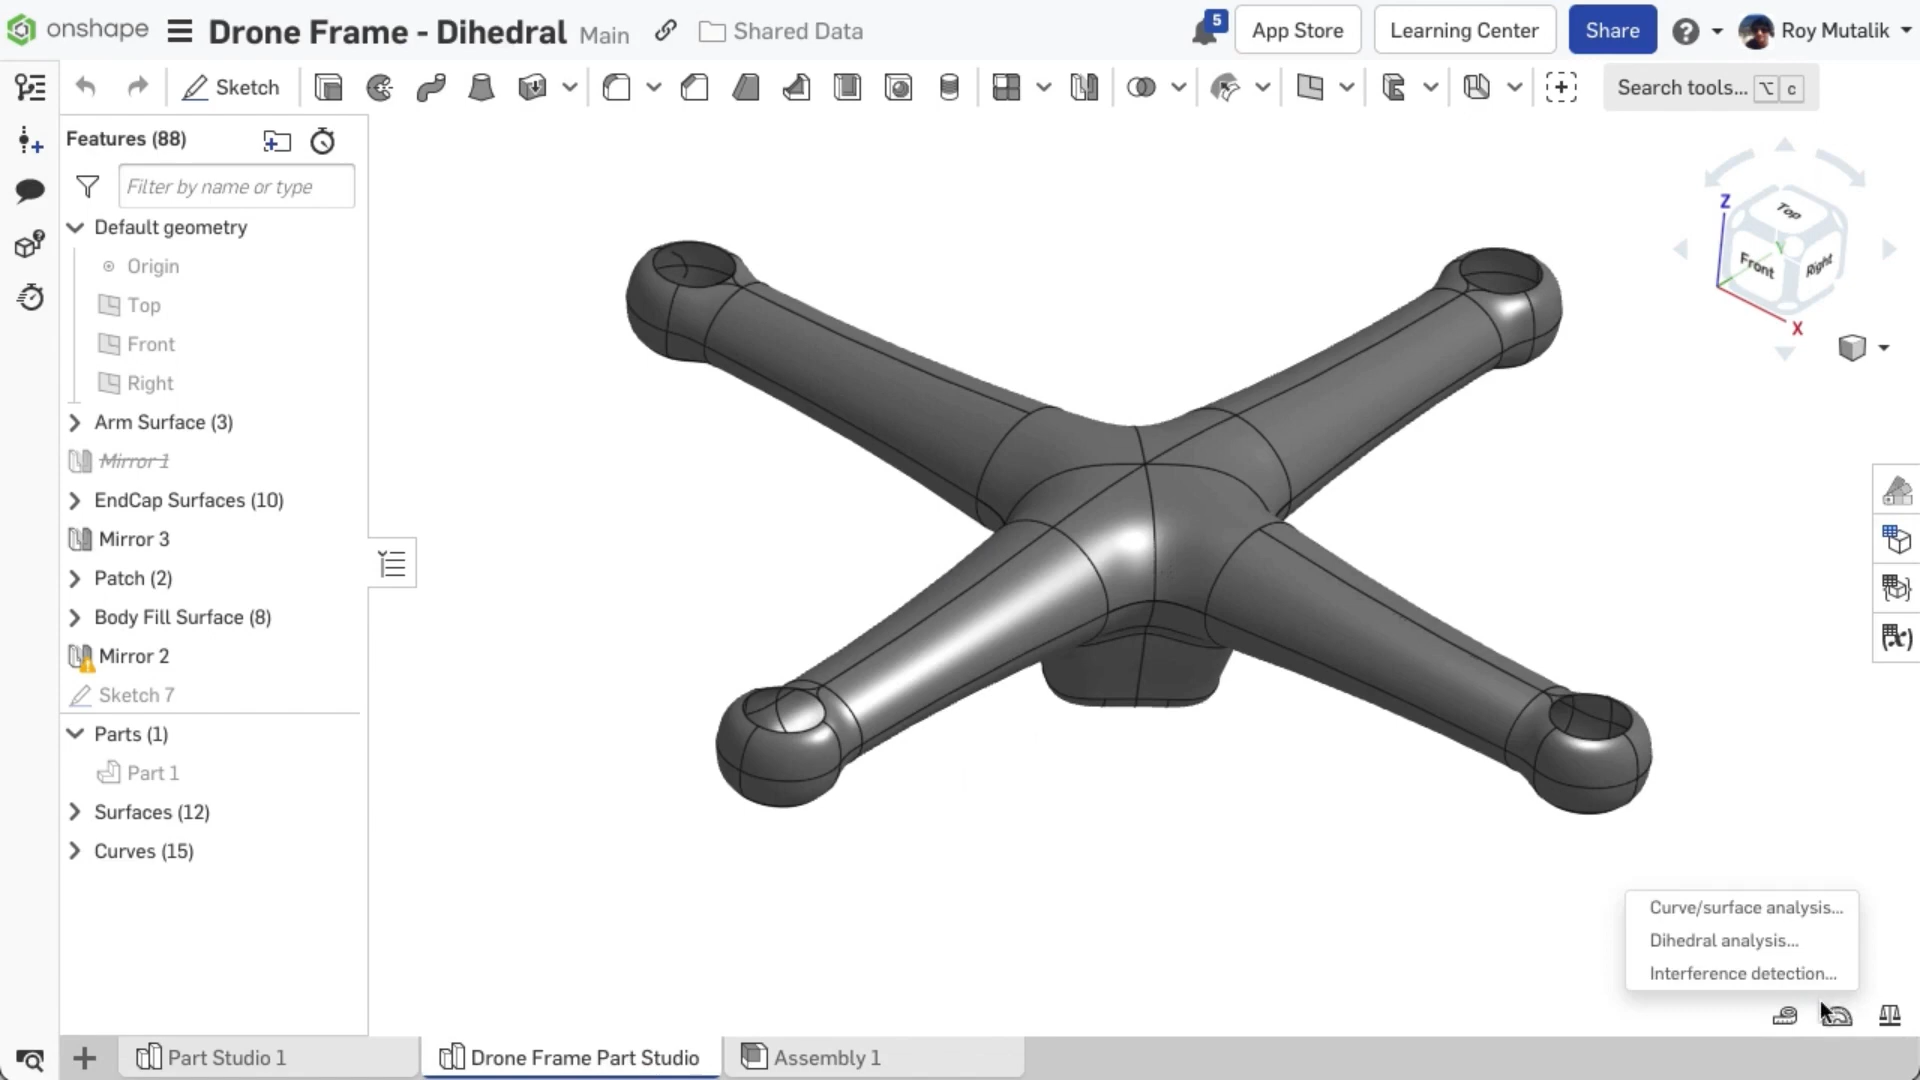 onshape
Drone Frame - Dihedral Main
Shared Data
5
App Store
Learning Center
Share
Roy Mutalik
Sketch
Search tools... ⌥ c
Features (88)
Filter by name or type
Default geometry
Origin
Top
Front
Right
Arm Surface (3)
Mirror 1
EndCap Surfaces (10)
Mirror 3
Patch (2)
Body Fill Surface (8)
Mirror 2
Sketch 7
Parts (1)
Part 1
Surfaces (12)
Curves (15)
Z
Top
Y
Front
Right
X
(x)
Curve/surface analysis...
Dihedral analysis...
Interference detection...
Part Studio 1
Drone Frame Part Studio
Assembly 1